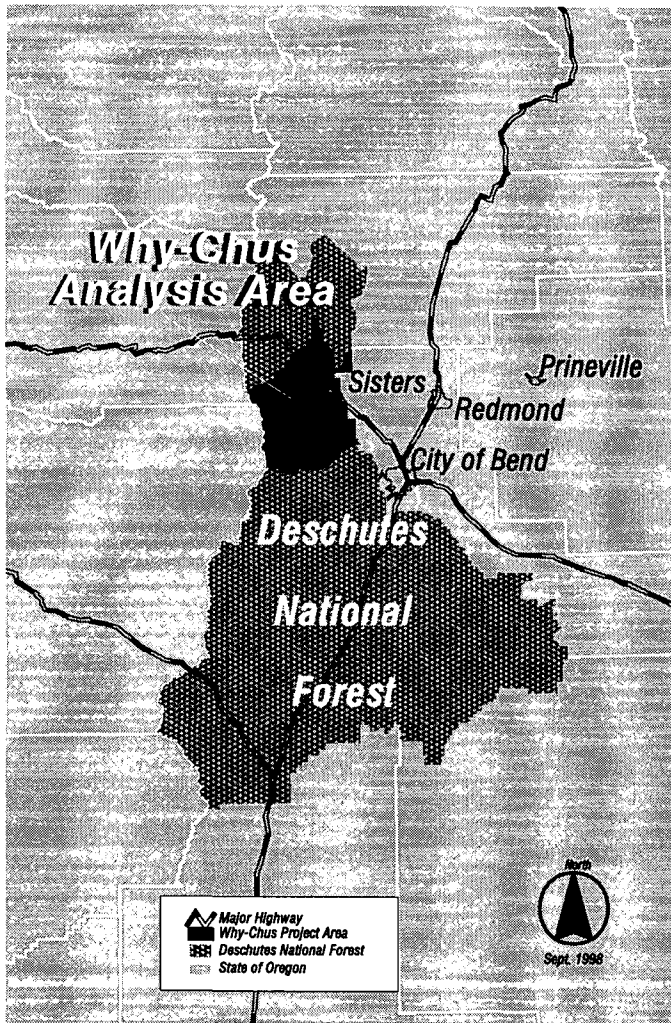 Why-Chus
Analysis Area
Sisters
Prineville
Redmond
City of Bend
Deschutes
National
Forest
Major Highway
Why-Chus Project Area
Deschutes National Forest
State of Oregon
North
Sept. 1998